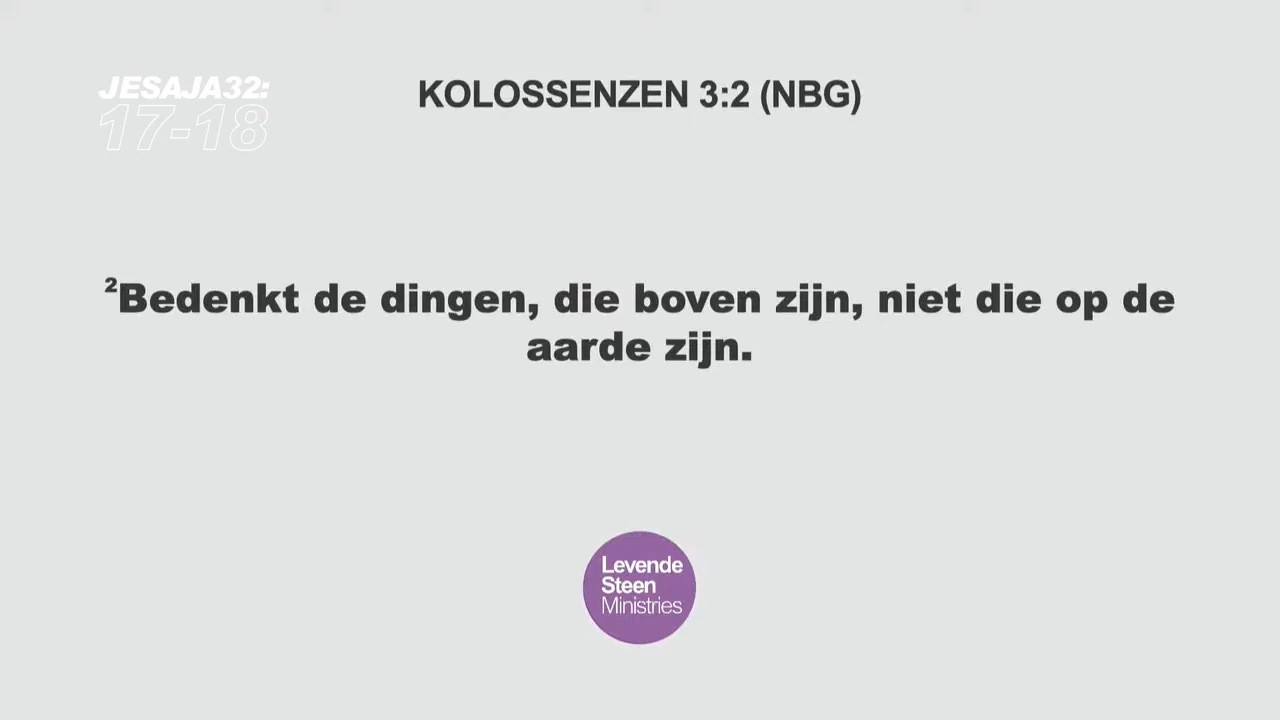 JESAJA32:
17-18
KOLOSSENZEN 3:2 (NBG)
²Bedenkt de dingen, die boven zijn, niet die op de
aarde zijn.
Levende
Steen
Ministries